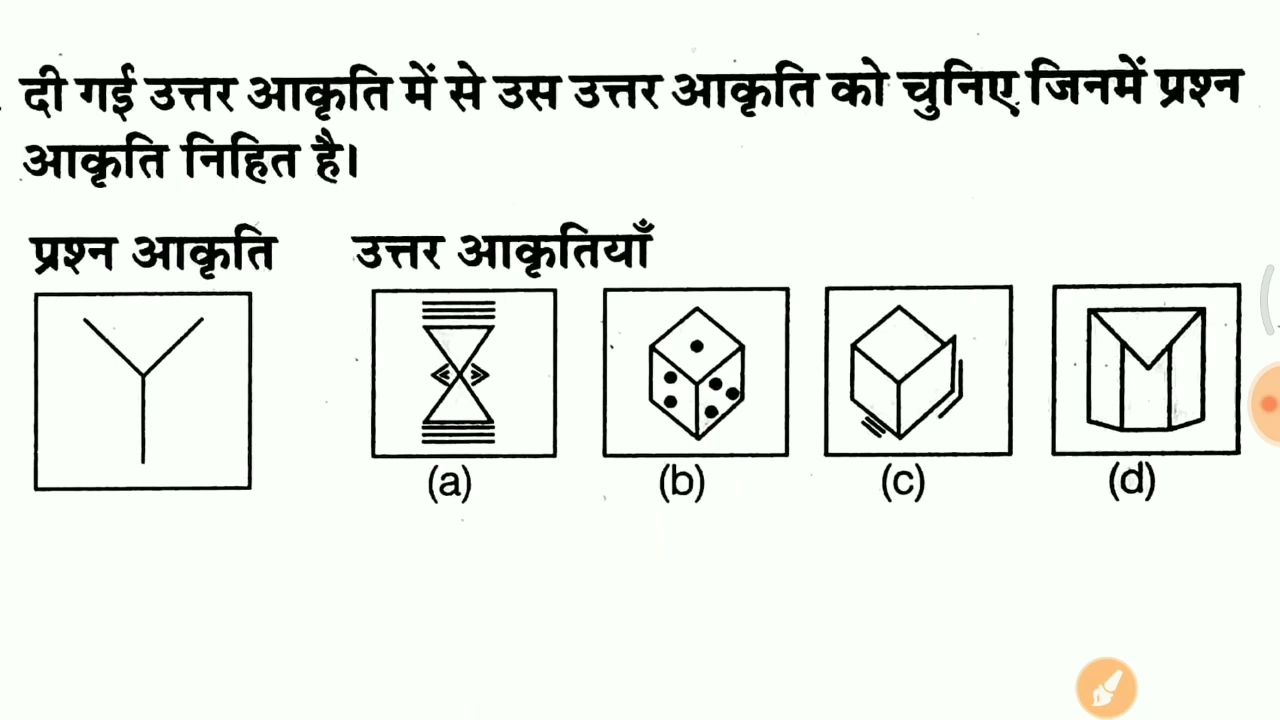 दी गई उत्तर आकृति में से उस उत्तर आकृति को चुनिए जिनमें प्रश्न
आकृति निहित है।
प्रश्न आकृति उत्तर आकृतियाँ
(a) (b) (c) (d)